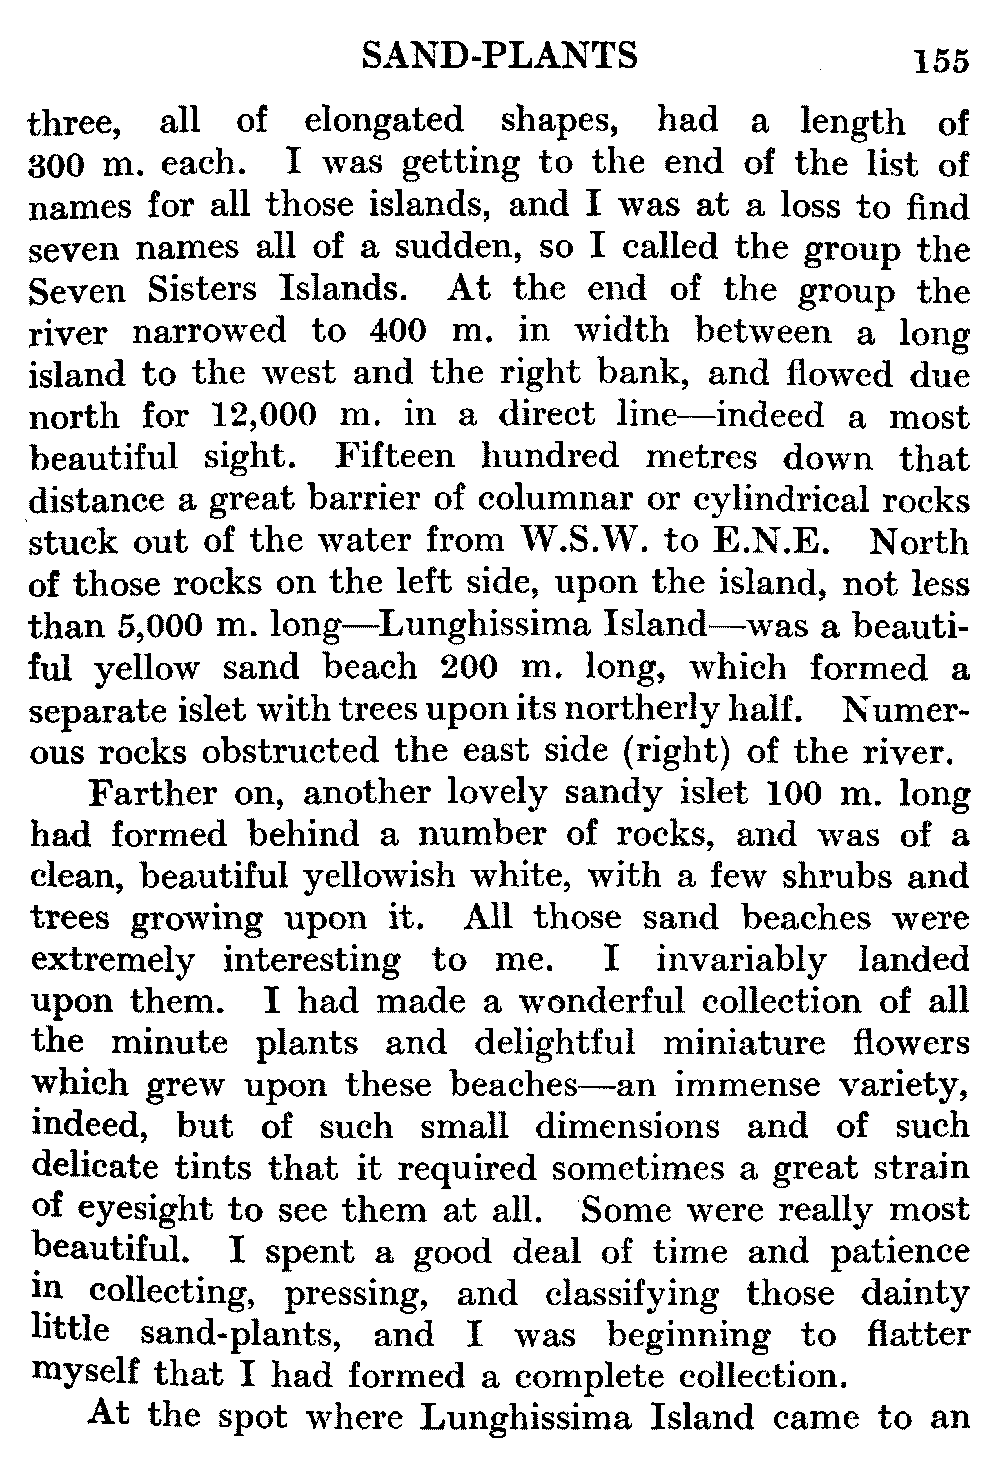 SAND-PLANTS 155
three, all of elongated shapes, had a length of
300 m. each. I was getting to the end of the list of
names for all those islands, and I was at a loss to find
seven names all of a sudden, so I called the group the
Seven Sisters Islands. At the end of the group the
river narrowed to 400 m. in width between a long
island to the west and the right bank, and flowed due
north for 12,000 m. in a direct line—indeed a most
beautiful sight. Fifteen hundred metres down that
distance a great barrier of columnar or cylindrical rocks
stuck out of the water from W.S.W. to E.N.E. North
of those rocks on the left side, upon the island, not less
than 5,000 m. long—Lunghissima Island—was a beauti-
ful yellow sand beach 200 m. long, which formed a
separate islet with trees upon its northerly half. Numer-
ous rocks obstructed the east side (right) of the river.
Farther on, another lovely sandy islet 100 m. long
had formed behind a number of rocks, and was of a
clean, beautiful yellowish white, with a few shrubs and
trees growing upon it. All those sand beaches were
extremely interesting to me. I invariably landed
upon them. I had made a wonderful collection of all
the minute plants and delightful miniature flowers
which grew upon these beaches—an immense variety,
indeed, but of such small dimensions and of such
delicate tints that it required sometimes a great strain
of eyesight to see them at all. Some were really most
beautiful. I spent a good deal of time and patience
in collecting, pressing, and classifying those dainty
little sand-plants, and I was beginning to flatter
myself that I had formed a complete collection.
At the spot where Lunghissima Island came to an